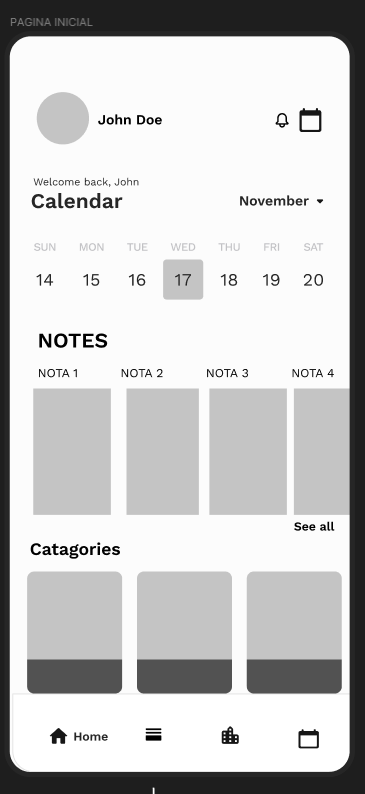 PAGINA INICIAL
John Doe
Welcome back, John
Calendar
November
SUN MON TUE WED THU FRI SAT
14 15 16 17 18 19 20
NOTES
NOTA 1 NOTA 2 NOTA 3 NOTA 4
See all
Catagories
Home